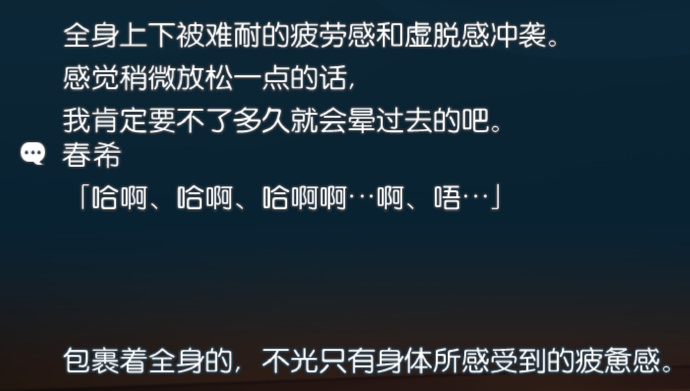 全身上下被难耐的疲劳感和虚脱感冲袭。
感觉稍微放松一点的话，
我肯定要不了多久就会晕过去的吧。
春希
「哈啊、哈啊、哈啊啊…啊、唔…」
包裹着全身的，不光只有身体所感受到的疲惫感。